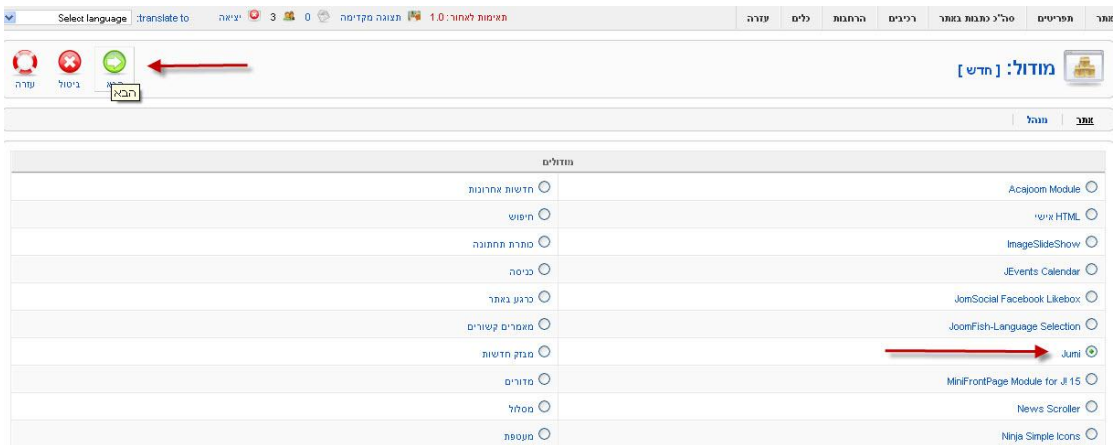 אתר תפריטים סה"כ כתבות באתר רכיבים הרחבות כלים עזרה
תאימות לאחור: 1.0 תצוגה מקדימה 0 3 יציאה translate to: Select language
מודול: [ חדש ]
הבא ביטול עזרה
הבא
אתר מנהל
מודולים
Acajoom Module חדשות אחרונות
HTML אישי חיפוש
ImageSlideShow כותרת תחתונה
JEvents Calendar כניסה
JomSocial Facebook Likebox כרגע באתר
JoomFish-Language Selection מאמרים קשורים
Jumi מבזק חדשות
MiniFrontPage Module for J! 15 מדורים
News Scroller מסלול
Ninja Simple Icons מעטפת